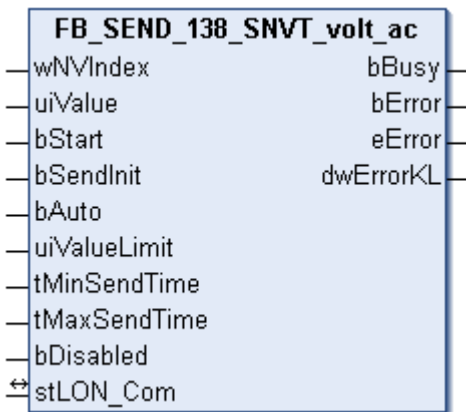 FB_SEND_138_SNVT_volt_ac
wNVIndex bBusy
uiValue bError
bStart eError
bSendInit dwErrorKL
bAuto
uiValueLimit
tMinSendTime
tMaxSendTime
bDisabled
stLON_Com